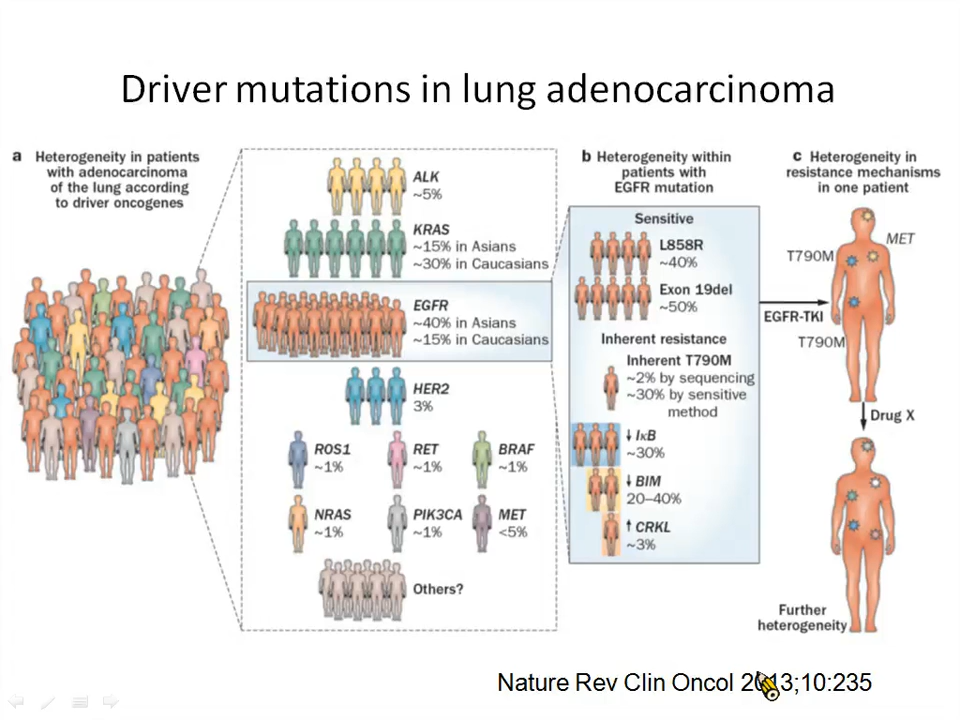 Driver mutations in lung adenocarcinoma
a Heterogeneity in patients
with adenocarcinoma
of the lung according
to driver oncogenes
ALK
~5%
KRAS
~15% in Asians
~30% in Caucasians
EGFR
~40% in Asians
~15% in Caucasians
HER2
3%
ROS1
~1%
RET
~1%
BRAF
~1%
NRAS
~1%
PIK3CA
~1%
MET
<5%
Others?
b Heterogeneity within
patients with
EGFR mutation
Sensitive
L858R
~40%
Exon 19del
~50%
Inherent resistance
Inherent T790M
~2% by sequencing
~30% by sensitive
method
↓ IκB
~30%
↓ BIM
20–40%
↑ CRKL
~3%
EGFR-TKI
c Heterogeneity in
resistance mechanisms
in one patient
MET
T790M
T790M
Drug X
Further
heterogeneity
Nature Rev Clin Oncol 2013;10:235